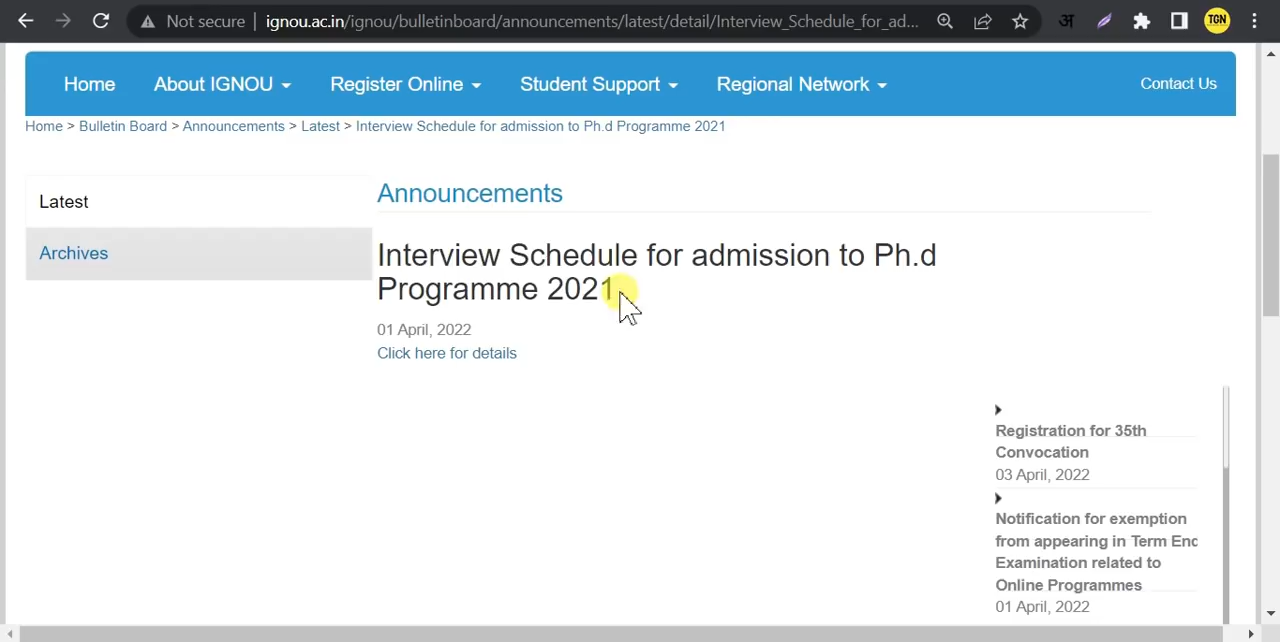 Not secure
ignou.ac.in/ignou/bulletinboard/announcements/latest/detail/Interview_Schedule_for_ad...
अ
TGN
Home
About IGNOU
Register Online
Student Support
Regional Network
Contact Us
Home > Bulletin Board > Announcements > Latest > Interview Schedule for admission to Ph.d Programme 2021
Latest
Archives
Announcements
Interview Schedule for admission to Ph.d
Programme 2021
01 April, 2022
Click here for details
Registration for 35th
Convocation
03 April, 2022
Notification for exemption
from appearing in Term End
Examination related to
Online Programmes
01 April, 2022